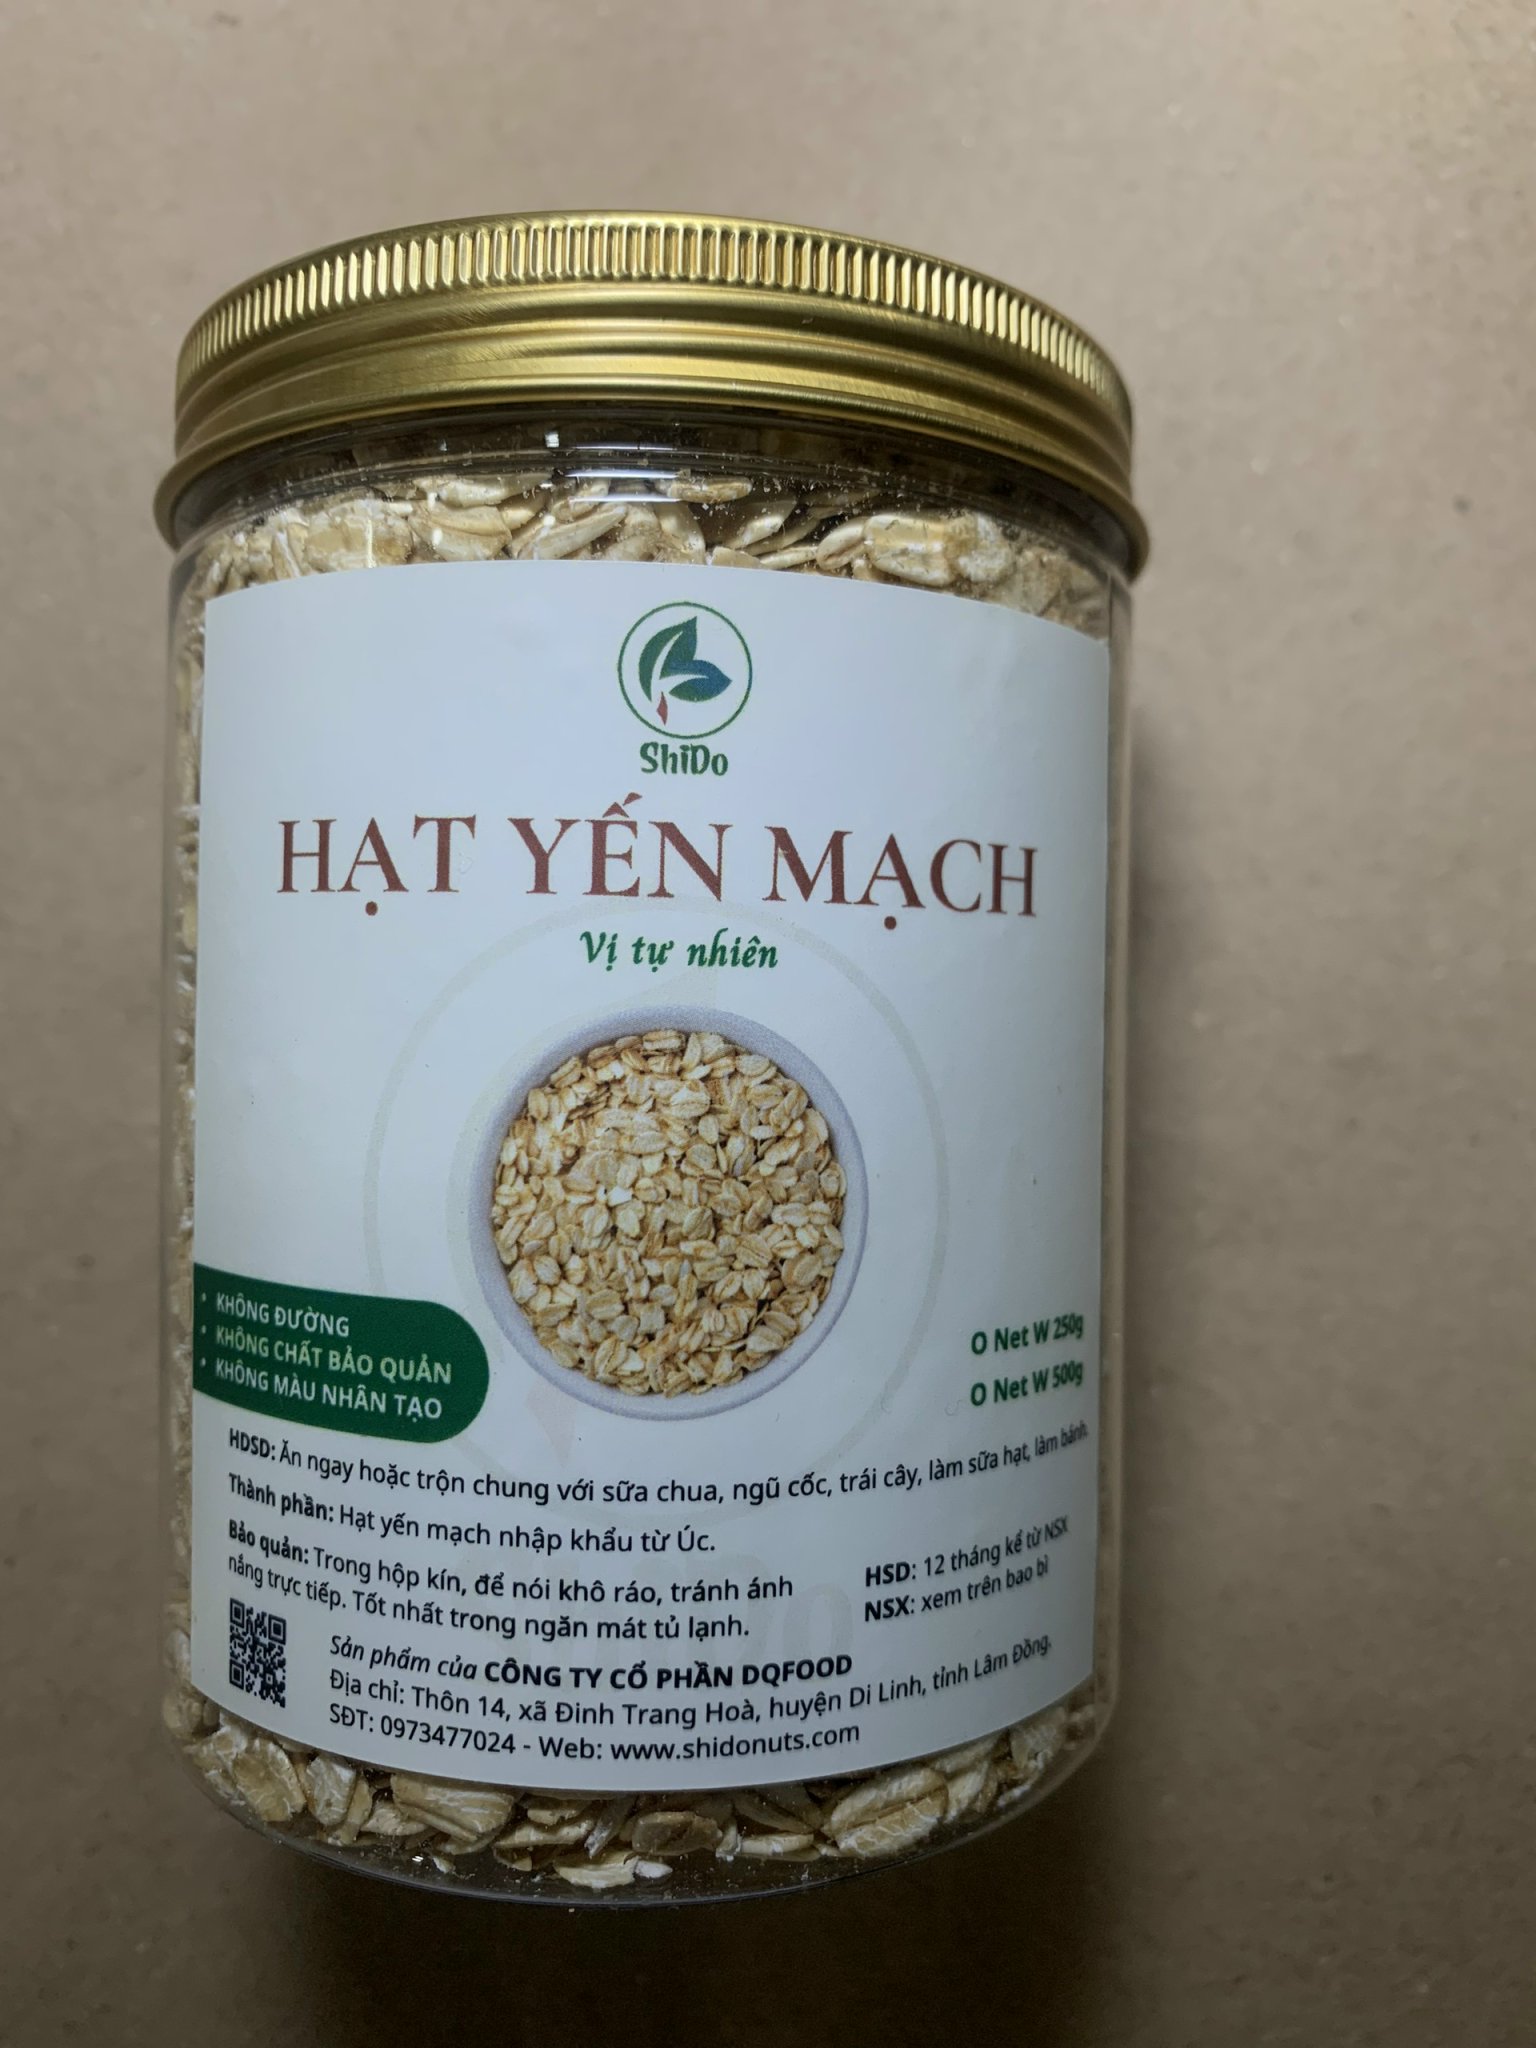 ShiDo
HẠT YẾN MẠCH
Vị tự nhiên
• KHÔNG ĐƯỜNG
• KHÔNG CHẤT BẢO QUẢN
• KHÔNG MÀU NHÂN TẠO
O Net W 250g
O Net W 500g
HDSD: Ăn ngay hoặc trộn chung với sữa chua, ngũ cốc, trái cây, làm sữa hạt, làm bánh.
Thành phần: Hạt yến mạch nhập khẩu từ Úc.
Bảo quản: Trong hộp kín, để nói khô ráo, tránh ánh
nắng trực tiếp. Tốt nhất trong ngăn mát tủ lạnh.
HSD: 12 tháng kể từ NSX
NSX: xem trên bao bì
Sản phẩm của CÔNG TY CỔ PHẦN DQFOOD
Địa chỉ: Thôn 14, xã Đinh Trang Hoà, huyện Di Linh, tỉnh Lâm Đồng.
SĐT: 0973477024 - Web: www.shidonuts.com